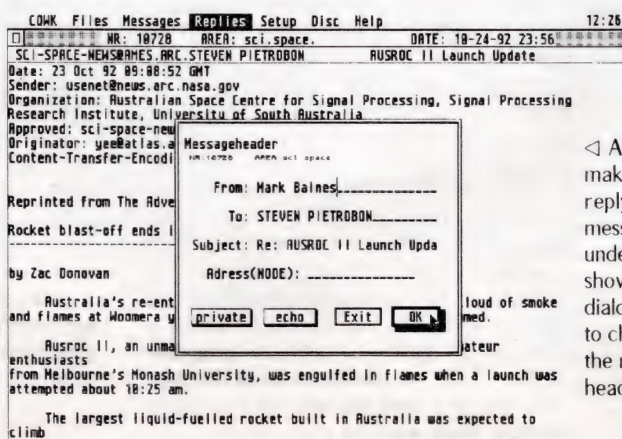 COWK Files Messages Replies Setup Disc Help 12:26
NR: 10728 AREA: sci.space. DATE: 10-24-92 23:56
SCI-SPACE-NEWS@AMES.ARC.STEVEN PIETROBON AUSROC II Launch Update
Date: 23 Oct 92 09:08:52 GMT
Sender: usenet@news.arc.nasa.gov
Organization: Australian Space Centre for Signal Processing, Signal Processing
Research Institute, University of South Australia
Approved: sci-space-new
Originator: yee@atlas.a
Content-Transfer-Encodi
Reprinted from The Adve
Rocket blast-off ends i
by Zac Donovan
Australia's re-ent loud of smoke
and flames at Woomera y med.
Ausroc II, an unma ateur
enthusiasts
from Melbourne's Monash University, was engulfed in flames when a launch was
attempted about 10:25 am.
The largest liquid-fuelled rocket built in Australia was expected to
climb
Messageheader
NR:10728 AREA sci space
From: Mark Baines
To: STEVEN PIETROBON
Subject: Re: AUSROC II Launch Upda
Adress(NODE):
private echo Exit OK
◁ A
mak
reply
mess
unde
show
dialo
to ch
the r
head